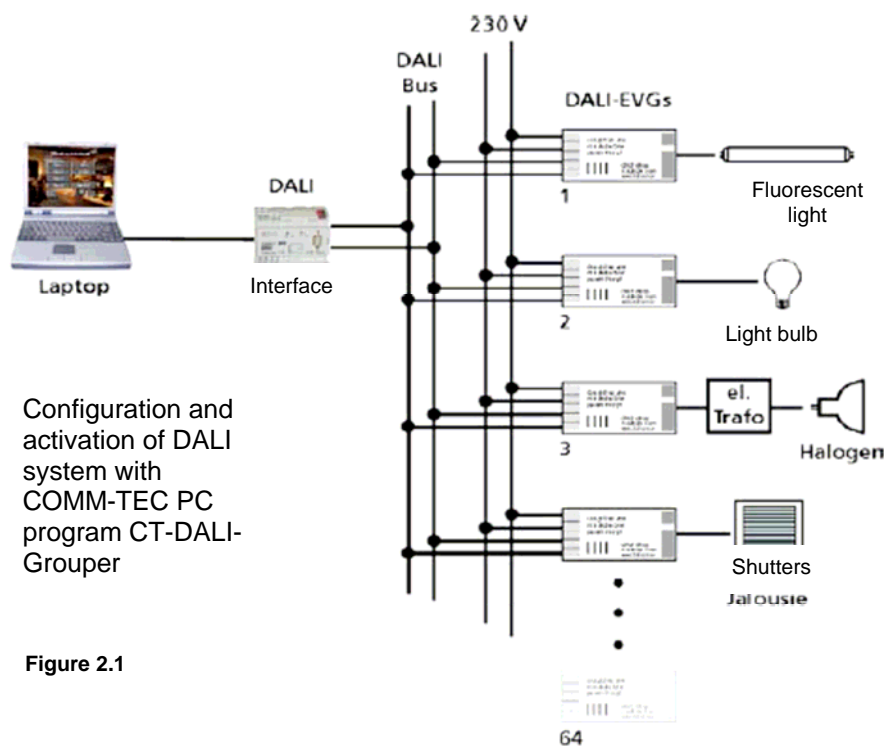 230 V
DALI
Bus
DALI-EVGs
DALI
1
Fluorescent
light
Laptop
Interface
2
Light bulb
Configuration and
activation of DALI
system with
COMM-TEC PC
program CT-DALI-
Grouper
el.
Trafo
3
Halogen
Shutters
Jalousie
Figure 2.1
64